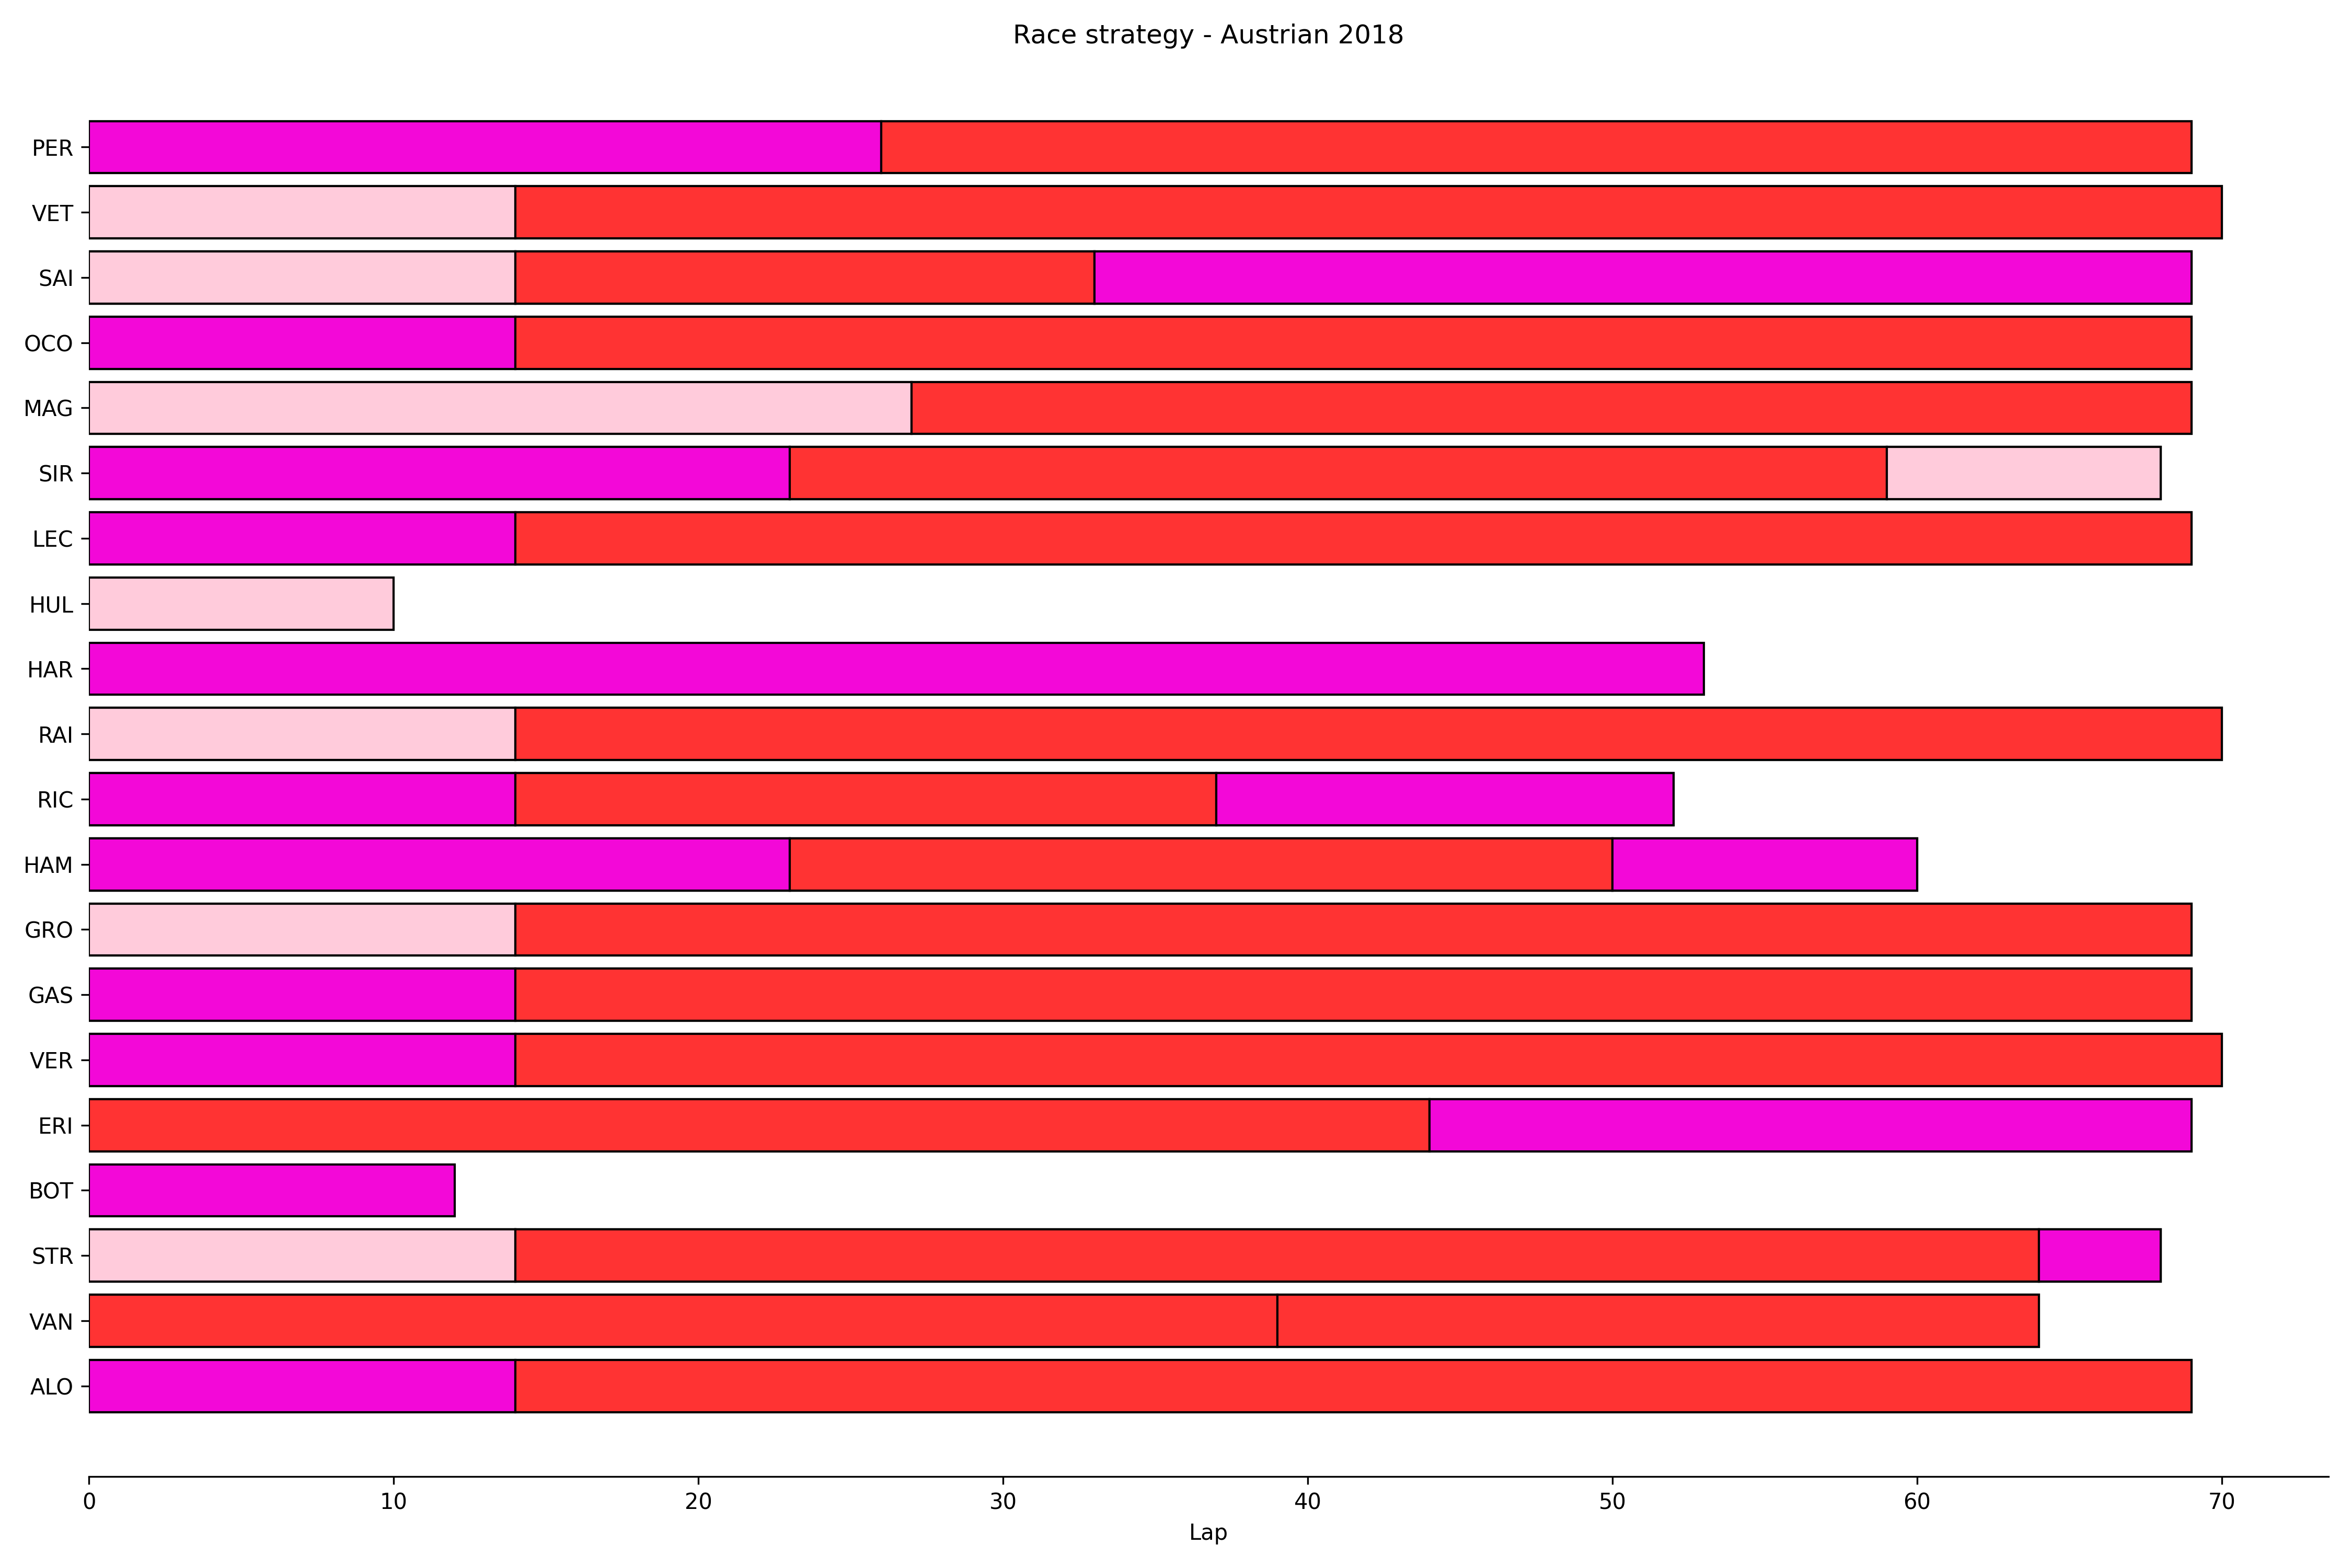 Race strategy - Austrian 2018
PER
VET
SAI
OCO
MAG
SIR
LEC
HUL
HAR
RAI
RIC
HAM
GRO
GAS
VER
ERI
BOT
STR
VAN
ALO
0 10 20 30 40 50 60 70
Lap